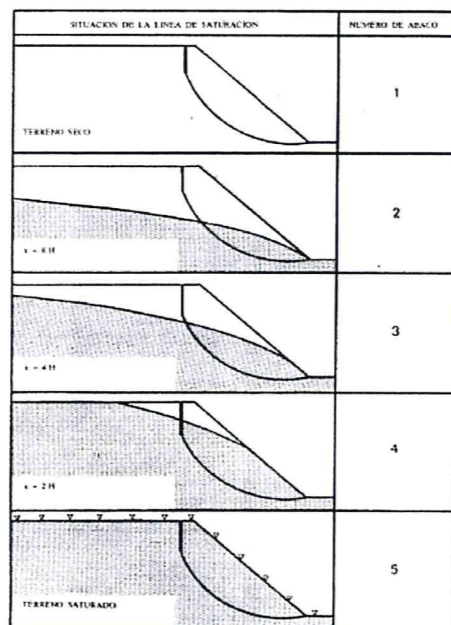 SITUACION DE LA LINEA DE SATURACION
NUMERO DE ABACO
TERRENO SECO
1
x = 8 H
2
x = 4 H
3
x = 2 H
4
TERRENO SATURADO
5